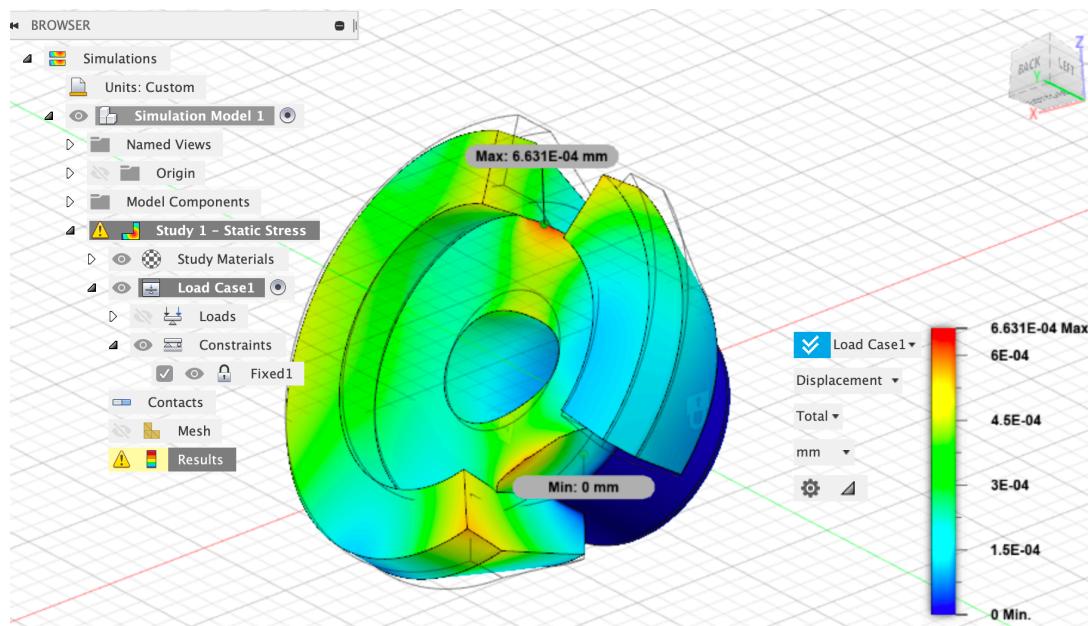 BROWSER
Simulations
Units: Custom
Simulation Model 1
Named Views
Origin
Model Components
Study 1 - Static Stress
Study Materials
Load Case1
Loads
Constraints
Fixed1
Contacts
Mesh
Results
Max: 6.631E-04 mm
Min: 0 mm
BACK
LEFT
Z
Y
X
Load Case1
Displacement
Total
mm
6.631E-04 Max
6E-04
4.5E-04
3E-04
1.5E-04
0 Min.